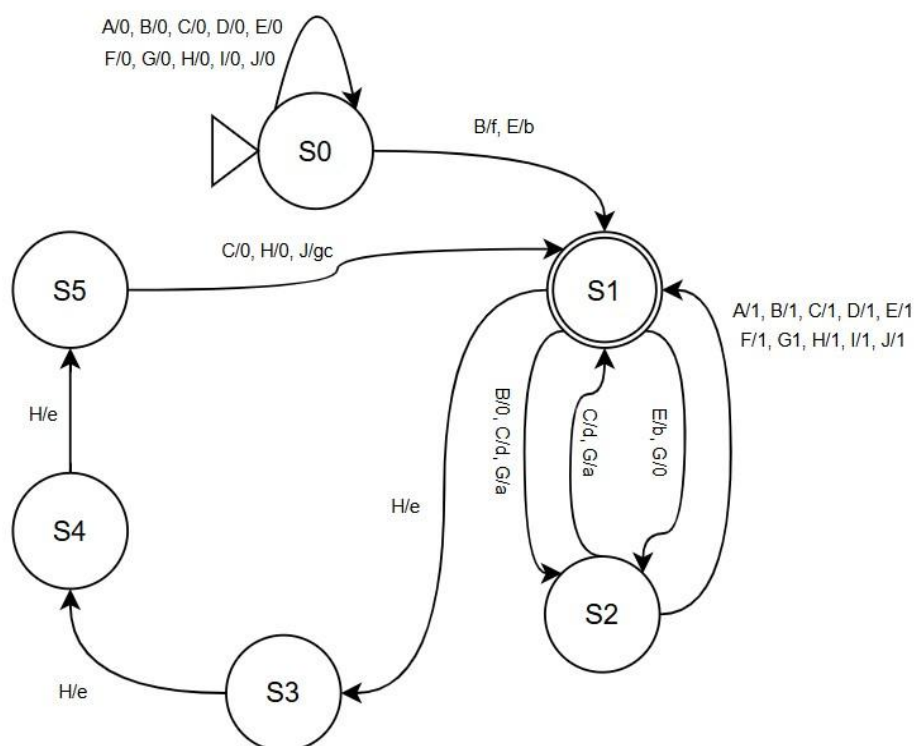 A/0, B/0, C/0, D/0, E/0
F/0, G/0, H/0, I/0, J/0
S0
B/f, E/b
C/0, H/0, J/gc
S5
S1
A/1, B/1, C/1, D/1, E/1
F/1, G1, H/1, I/1, J/1
H/e
B/0, C/d, G/a
C/d, G/a
E/b, G/0
H/e
S4
S2
H/e
S3